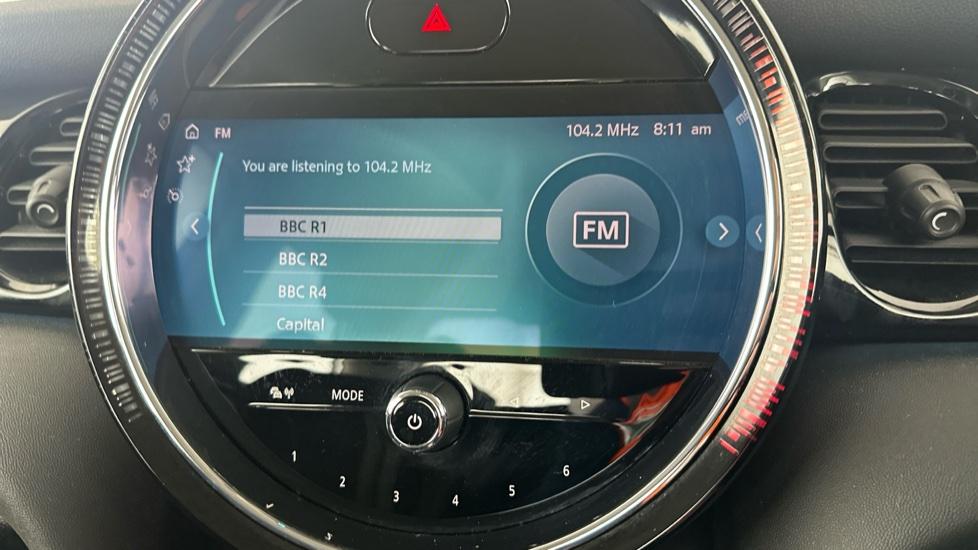 FM 104.2 MHz 8:11 am
You are listening to 104.2 MHz
BBC R1
BBC R2
BBC R4
Capital
FM
MODE
1 2 3 4 5 6